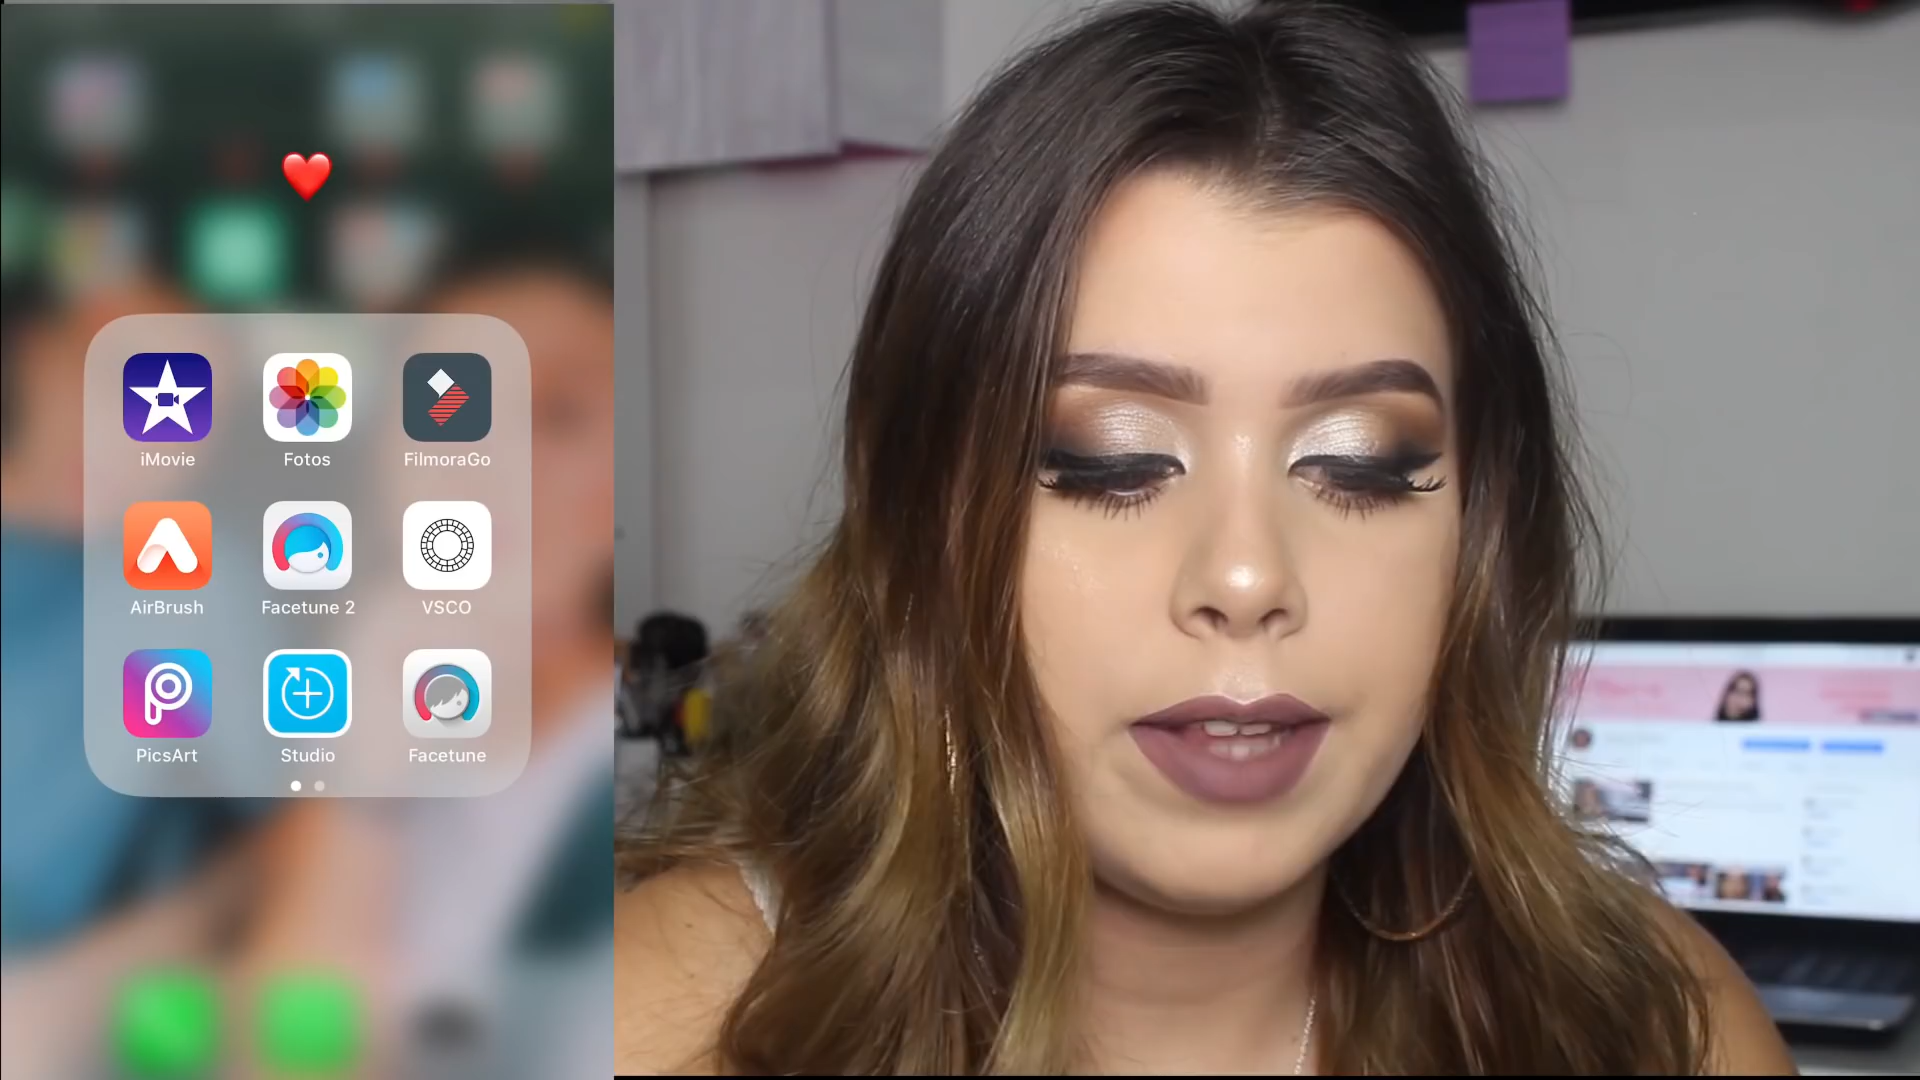 ❤️
iMovie
Fotos
FilmoraGo
AirBrush
Facetune 2
VSCO
PicsArt
Studio
Facetune